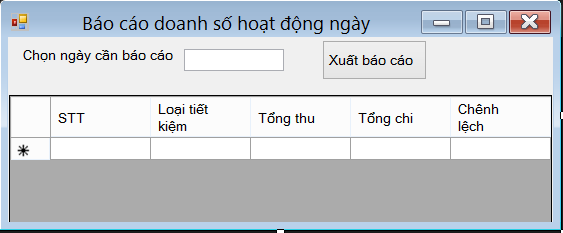 Báo cáo doanh số hoạt động ngày
Chọn ngày cần báo cáo
Xuất báo cáo
STT
Loại tiết
kiệm
Tổng thu
Tổng chi
Chênh
lệch